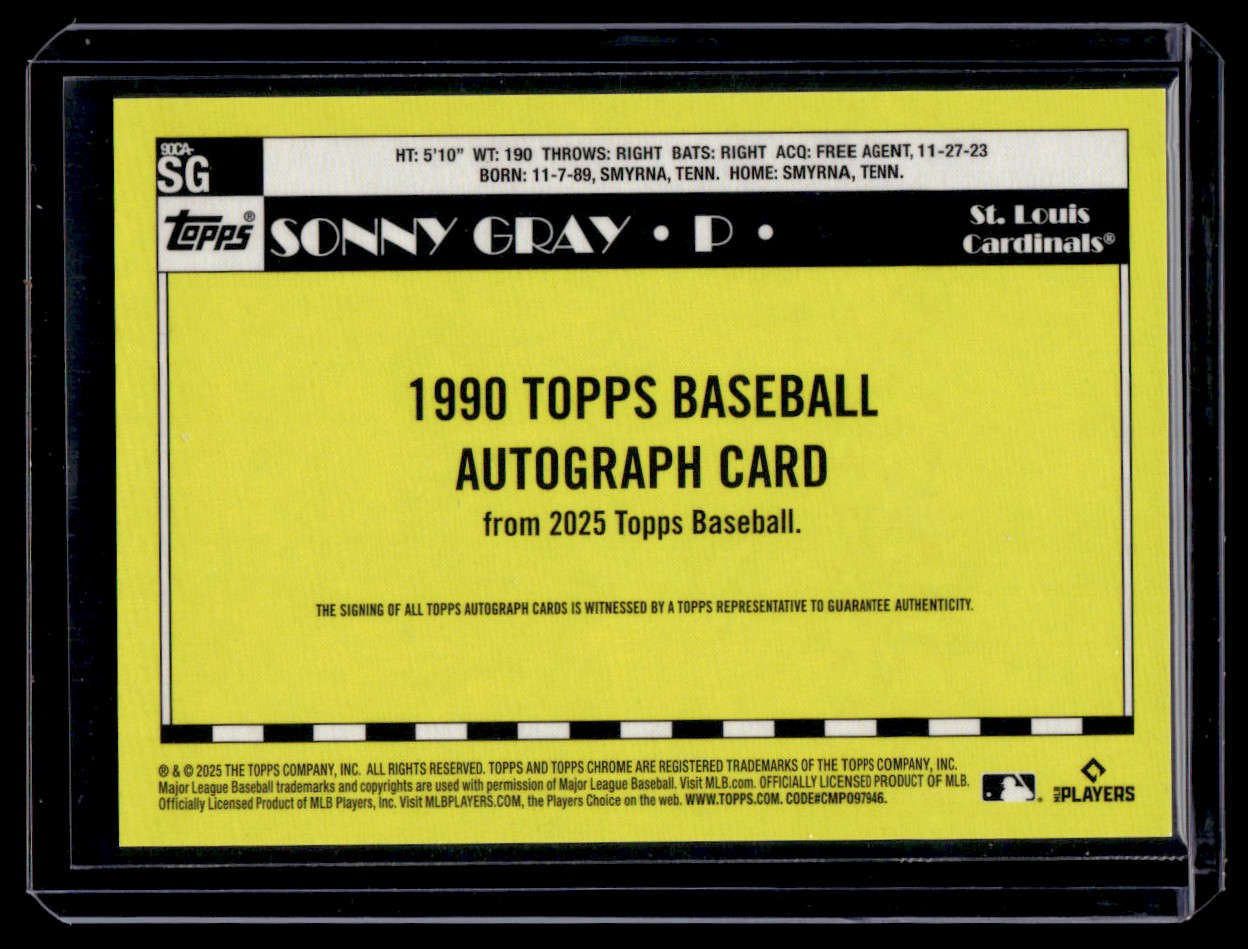 90CA-
SG
HT: 5'10" WT: 190 THROWS: RIGHT BATS: RIGHT ACQ: FREE AGENT, 11-27-23
BORN: 11-7-89, SMYRNA, TENN. HOME: SMYRNA, TENN.
Topps®
SONNY GRAY • P •
St. Louis
Cardinals®
1990 TOPPS BASEBALL
AUTOGRAPH CARD
from 2025 Topps Baseball.
THE SIGNING OF ALL TOPPS AUTOGRAPH CARDS IS WITNESSED BY A TOPPS REPRESENTATIVE TO GUARANTEE AUTHENTICITY.
® & © 2025 THE TOPPS COMPANY, INC. ALL RIGHTS RESERVED. TOPPS AND TOPPS CHROME ARE REGISTERED TRADEMARKS OF THE TOPPS COMPANY, INC.
Major League Baseball trademarks and copyrights are used with permission of Major League Baseball. Visit MLB.com. OFFICIALLY LICENSED PRODUCT OF MLB.
Officially Licensed Product of MLB Players, Inc. Visit MLBPLAYERS.COM, the Players Choice on the web. WWW.TOPPS.COM. CODE#CMP097946.
MLB PLAYERS